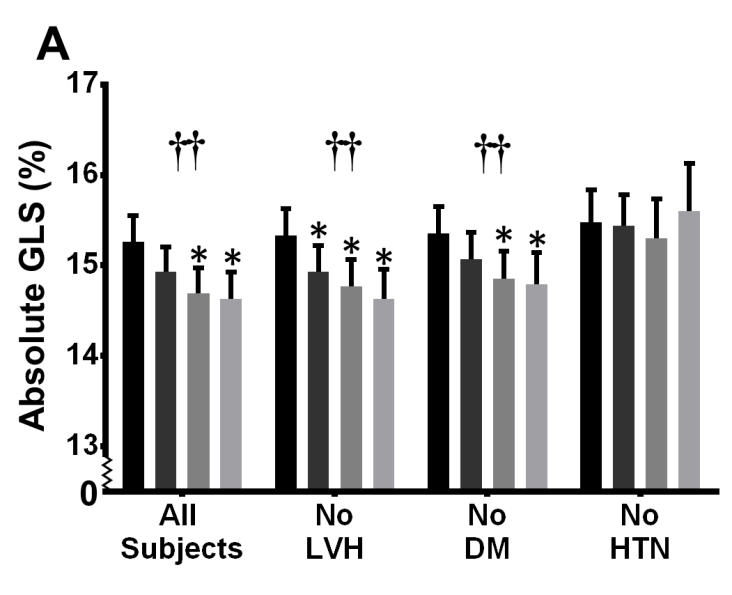 A
Absolute GLS (%)
17
16
15
14
13
0
†† †† ††
* * * * * * *
All Subjects
No LVH
No DM
No HTN